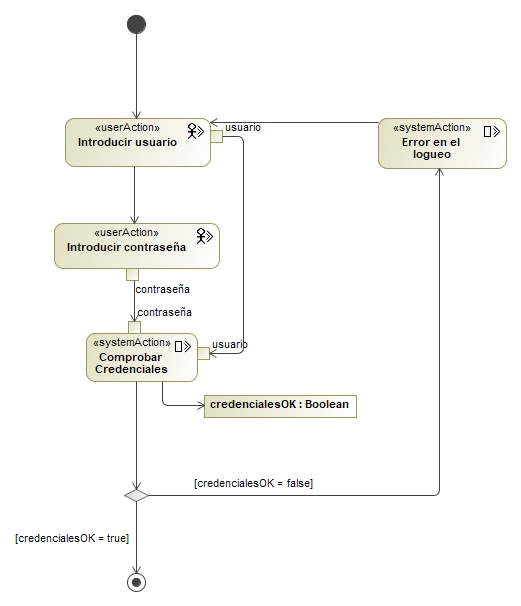 «userAction»
Introducir usuario
usuario
«systemAction»
Error en el
logueo
«userAction»
Introducir contraseña
contraseña
contraseña
«systemAction»
Comprobar
Credenciales
usuario
credencialesOK : Boolean
[credencialesOK = false]
[credencialesOK = true]